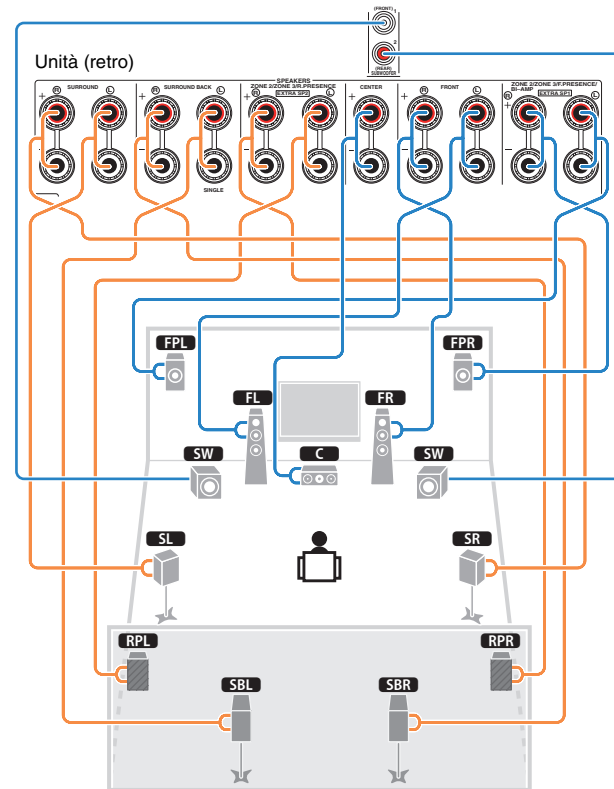 (FRONT)
1
2
(REAR)
SUBWOOFER
Unità (retro)
SPEAKERS
SURROUND
SURROUND BACK
ZONE 2/ZONE 3/R.PRESENCE
EXTRA SP2
CENTER
FRONT
ZONE 2/ZONE 3/F.PRESENCE/
BI–AMP
EXTRA SP1
R L R L R L R L R L
+ + + + + +
– – – – – –
SINGLE
FPL FPR
FL FR
SW C SW
SL SR
RPL RPR
SBL SBR